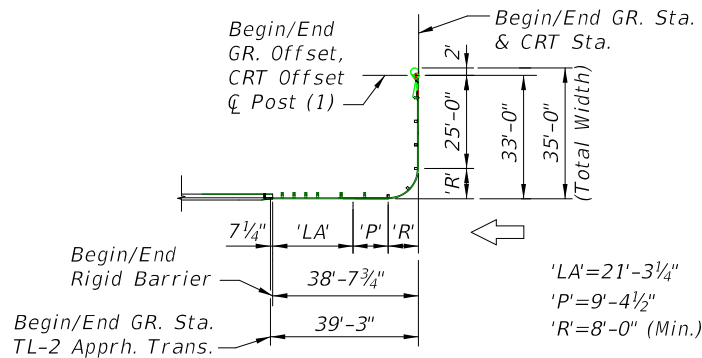 Begin/End
GR. Offset,
CRT Offset
℄ Post (1)
Begin/End GR. Sta.
& CRT Sta.
2'
25'-0"
'R'
33'-0"
35'-0"
(Total Width)
7¼"
'LA'
'P'
'R'
Begin/End
Rigid Barrier
38'-7¾"
Begin/End GR. Sta.
TL-2 Apprh. Trans.
39'-3"
'LA'=21'-3¼"
'P'=9'-4½"
'R'=8'-0" (Min.)